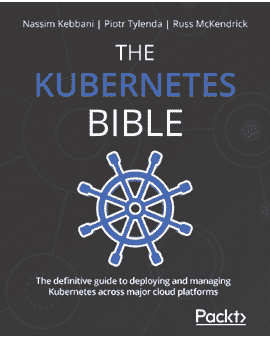 Nassim Kebbani | Piotr Tylenda | Russ McKendrick
THE
KUBERNETES
BIBLE
The definitive guide to deploying and managing
Kubernetes across major cloud platforms
Packt>